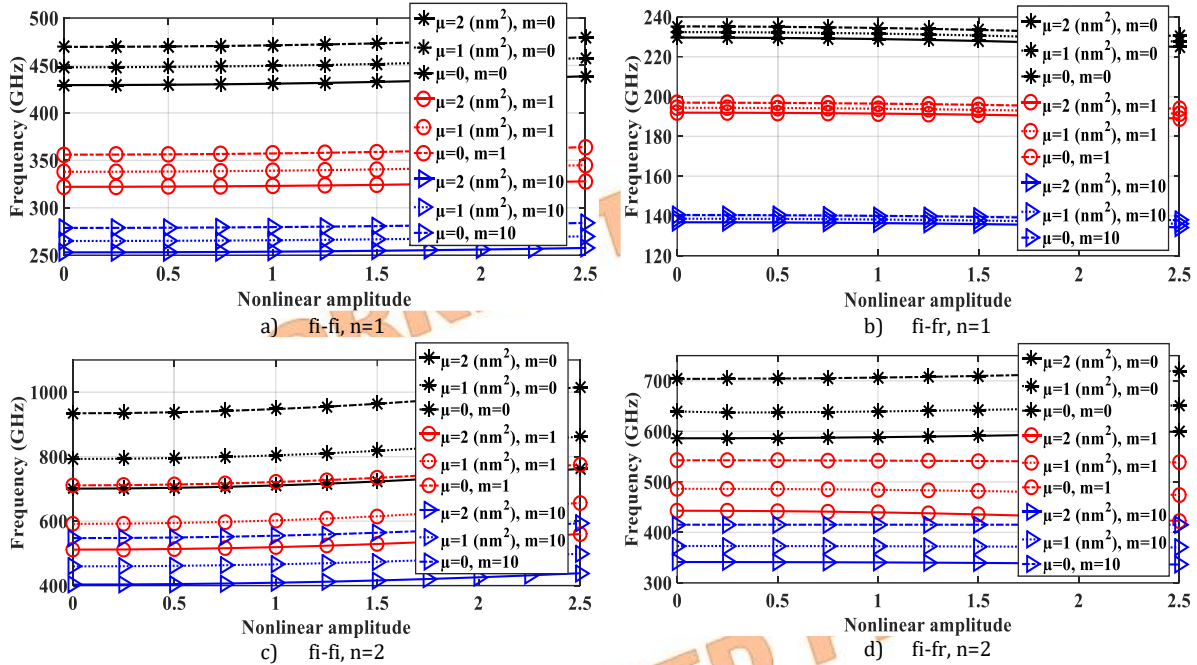 Frequency (GHz)
500
450
400
350
300
250
0
0.5
1
1.5
2
2.5
Nonlinear amplitude
μ=2 (nm²), m=0
μ=1 (nm²), m=0
μ=0, m=0
μ=2 (nm²), m=1
μ=1 (nm²), m=1
μ=0, m=1
μ=2 (nm²), m=10
μ=1 (nm²), m=10
μ=0, m=10
a) fi-fi, n=1
Frequency (GHz)
240
220
200
180
160
140
120
0
0.5
1
1.5
2
2.5
Nonlinear amplitude
μ=2 (nm²), m=0
μ=1 (nm²), m=0
μ=0, m=0
μ=2 (nm²), m=1
μ=1 (nm²), m=1
μ=0, m=1
μ=2 (nm²), m=10
μ=1 (nm²), m=10
μ=0, m=10
b) fi-fr, n=1
Frequency (GHz)
1000
800
600
400
0
0.5
1
1.5
2
2.5
Nonlinear amplitude
μ=2 (nm²), m=0
μ=1 (nm²), m=0
μ=0, m=0
μ=2 (nm²), m=1
μ=1 (nm²), m=1
μ=0, m=1
μ=2 (nm²), m=10
μ=1 (nm²), m=10
μ=0, m=10
c) fi-fi, n=2
Frequency (GHz)
700
600
500
400
300
0
0.5
1
1.5
2
2.5
Nonlinear amplitude
μ=2 (nm²), m=0
μ=1 (nm²), m=0
μ=0, m=0
μ=2 (nm²), m=1
μ=1 (nm²), m=1
μ=0, m=1
μ=2 (nm²), m=10
μ=1 (nm²), m=10
μ=0, m=10
d) fi-fr, n=2